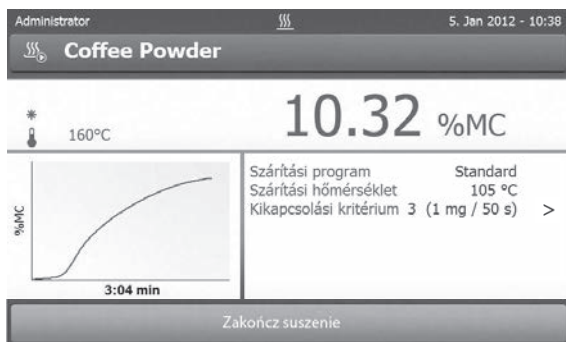 Administrator 5. Jan 2012 - 10:38
Coffee Powder
10.32 %MC
160°C
Szárítási program Standard
Szárítási hőmérséklet 105 °C
Kikapcsolási kritérium 3 (1 mg / 50 s) >
%MC
3:04 min
Zakończ suszenie